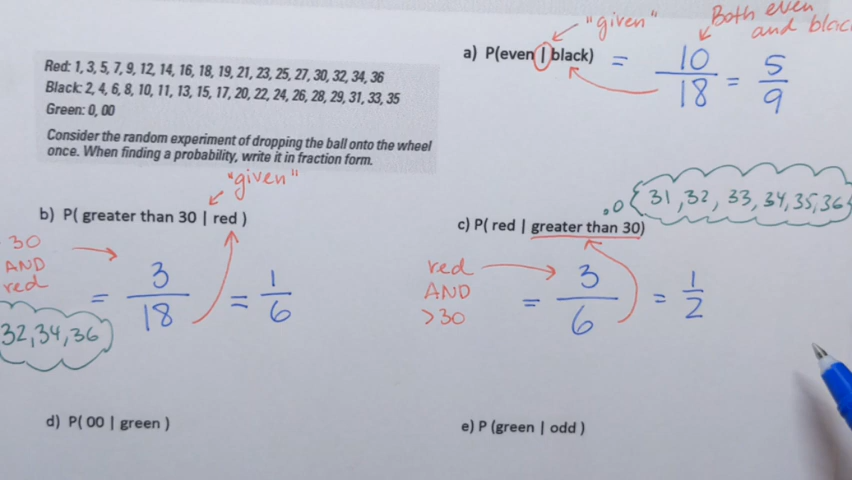 Red: 1, 3, 5, 7, 9, 12, 14, 16, 18, 19, 21, 23, 25, 27, 30, 32, 34, 36
Black: 2, 4, 6, 8, 10, 11, 13, 15, 17, 20, 22, 24, 26, 28, 29, 31, 33, 35
Green: 0, 00
Consider the random experiment of dropping the ball onto the wheel
once. When finding a probability, write it in fraction form.
"given"
Both even
and black
a) P(even | black) = 10/18 = 5/9
"given"
b) P( greater than 30 | red )
30
AND
red
= 3/18 = 1/6
32, 34, 36
31, 32, 33, 34, 35, 36
c) P( red | greater than 30)
red
AND
>30
= 3/6 = 1/2
d) P( 00 | green )
e) P (green | odd )